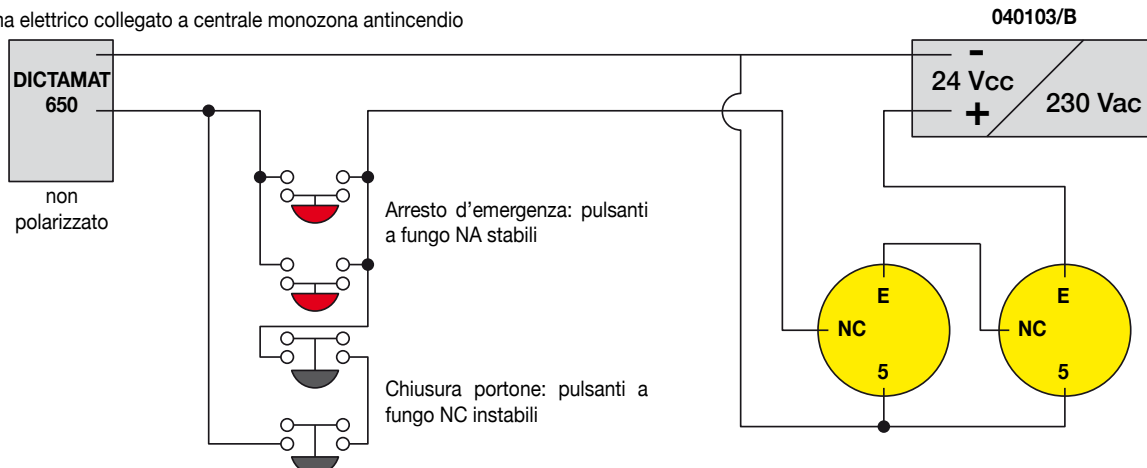 elettrico collegato a centrale monozona antincendio
040103/B
DICTAMAT
650
non
polarizzato
-
24 Vcc
+
230 Vac
Arresto d’emergenza: pulsanti
a fungo NA stabili
Chiusura portone: pulsanti a
fungo NC instabili
E
NC
5
E
NC
5